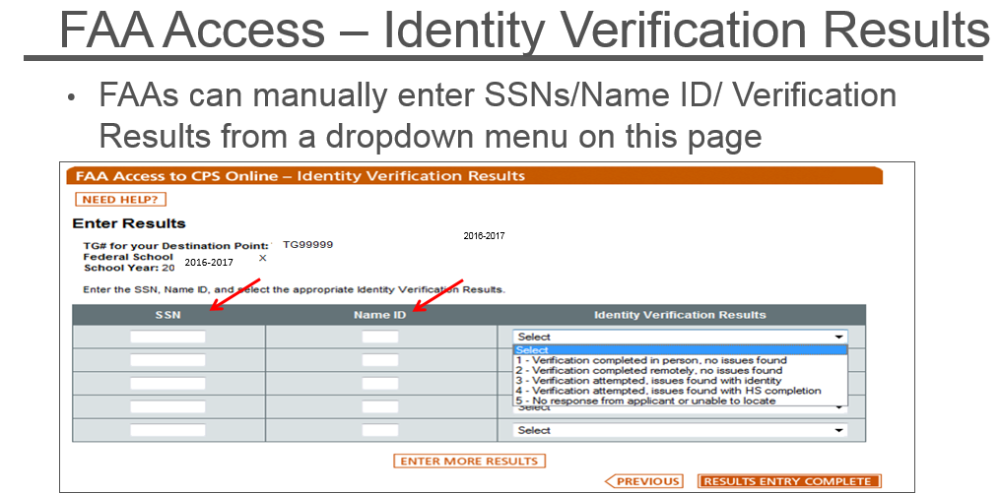 FAA Access – Identity Verification Results
• FAAs can manually enter SSNs/Name ID/ Verification
Results from a dropdown menu on this page
FAA Access to CPS Online – Identity Verification Results
NEED HELP?
Enter Results
2016-2017
TG# for your Destination Point: TG99999
Federal School X
School Year: 20 2016-2017
Enter the SSN, Name ID, and select the appropriate Identity Verification Results.
SSN Name ID Identity Verification Results
Select
Select
1 - Verification completed in person, no issues found
2 - Verification completed remotely, no issues found
3 - Verification attempted, issues found with identity
4 - Verification attempted, issues found with HS completion
5 - No response from applicant or unable to locate
Select
Select
ENTER MORE RESULTS
PREVIOUS RESULTS ENTRY COMPLETE